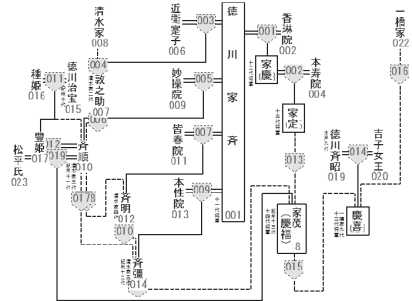 一橋家
022
016
香琳院
002
001
家慶
002
本寿院
004
家定
013
吉子女王
020
014
徳川斉昭
019
慶喜
家茂
(慶福)
8
015
徳川家斉
001
近衛寔子
006
003
妙操院
009
005
皆春院
011
007
本性院
013
009
清水家
008
004
敦之助
007
006
徳川治宝
015
011
種姫
016
豊姫
017
012
019
斉順
010
松平氏
023
017B
斉明
012
010
斉彊
014